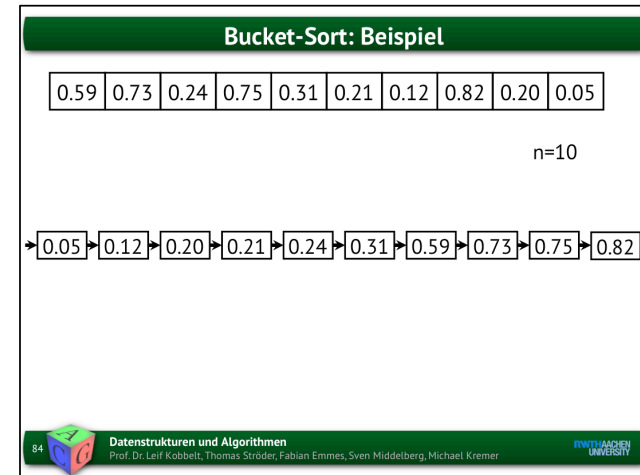 Bucket-Sort: Beispiel
0.59 0.73 0.24 0.75 0.31 0.21 0.12 0.82 0.20 0.05
n=10
0.05 0.12 0.20 0.21 0.24 0.31 0.59 0.73 0.75 0.82
84
A C G
Datenstrukturen und Algorithmen
Prof. Dr. Leif Kobbelt, Thomas Ströder, Fabian Emmes, Sven Middelberg, Michael Kremer
RWTHAACHEN
UNIVERSITY